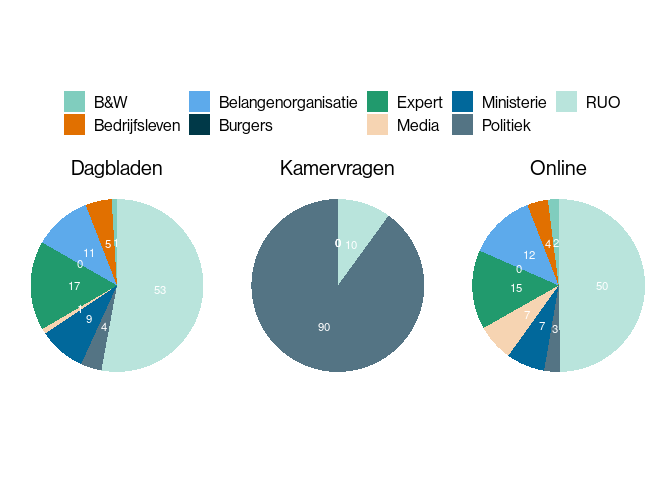 B&W Belangenorganisatie Expert Ministerie RUO
Bedrijfsleven Burgers Media Politiek
Dagbladen Kamervragen Online
5 1 0 10 4 2
11 12
0 0
17 53 15 50
1 7
9 4 90 7 3